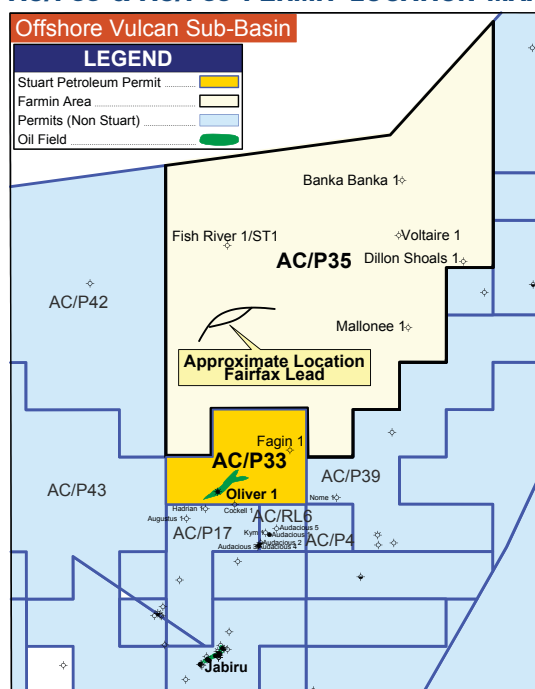 Offshore Vulcan Sub-Basin
LEGEND
Stuart Petroleum Permit
Farmin Area
Permits (Non Stuart)
Oil Field
Banka Banka 1
Fish River 1/ST1
Voltaire 1
AC/P35
Dillon Shoals 1
AC/P42
Mallonee 1
Approximate Location
Fairfax Lead
Fagin 1
AC/P33
AC/P39
AC/P43
Oliver 1
Nome 1
Hadrian 1
Cockell 1
AC/RL6
Augustus 1
AC/P17
Audacious 5
Kym 1
AC/P4
Audacious 2
Audacious 4
Jabiru